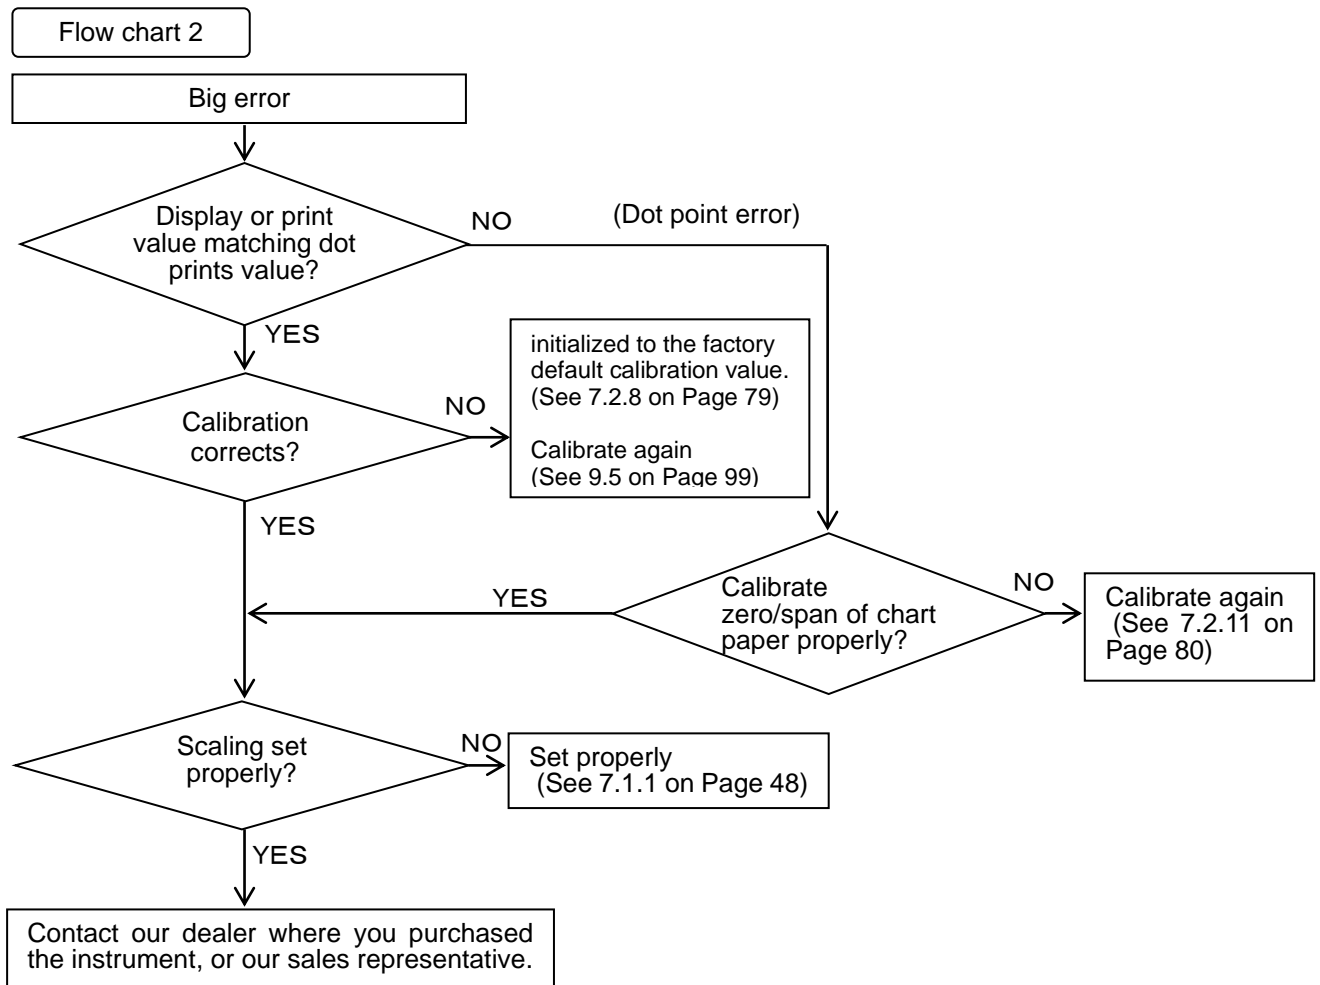 Flow chart 2
Big error
Display or print
value matching dot
prints value?
NO
(Dot point error)
YES
initialized to the factory
default calibration value.
(See 7.2.8 on Page 79)
Calibrate again
(See 9.5 on Page 99)
NO
Calibration
corrects?
YES
Calibrate
zero/span of chart
paper properly?
NO
YES
Calibrate again
(See 7.2.11 on
Page 80)
Scaling set
properly?
NO
Set properly
(See 7.1.1 on Page 48)
YES
Contact our dealer where you purchased
the instrument, or our sales representative.